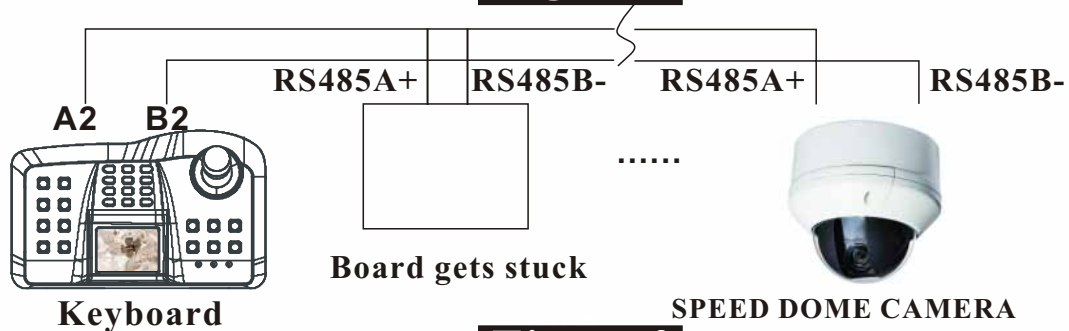 RS485A+ RS485B- RS485A+ RS485B-
A2 B2
......
Board gets stuck
Keyboard
SPEED DOME CAMERA